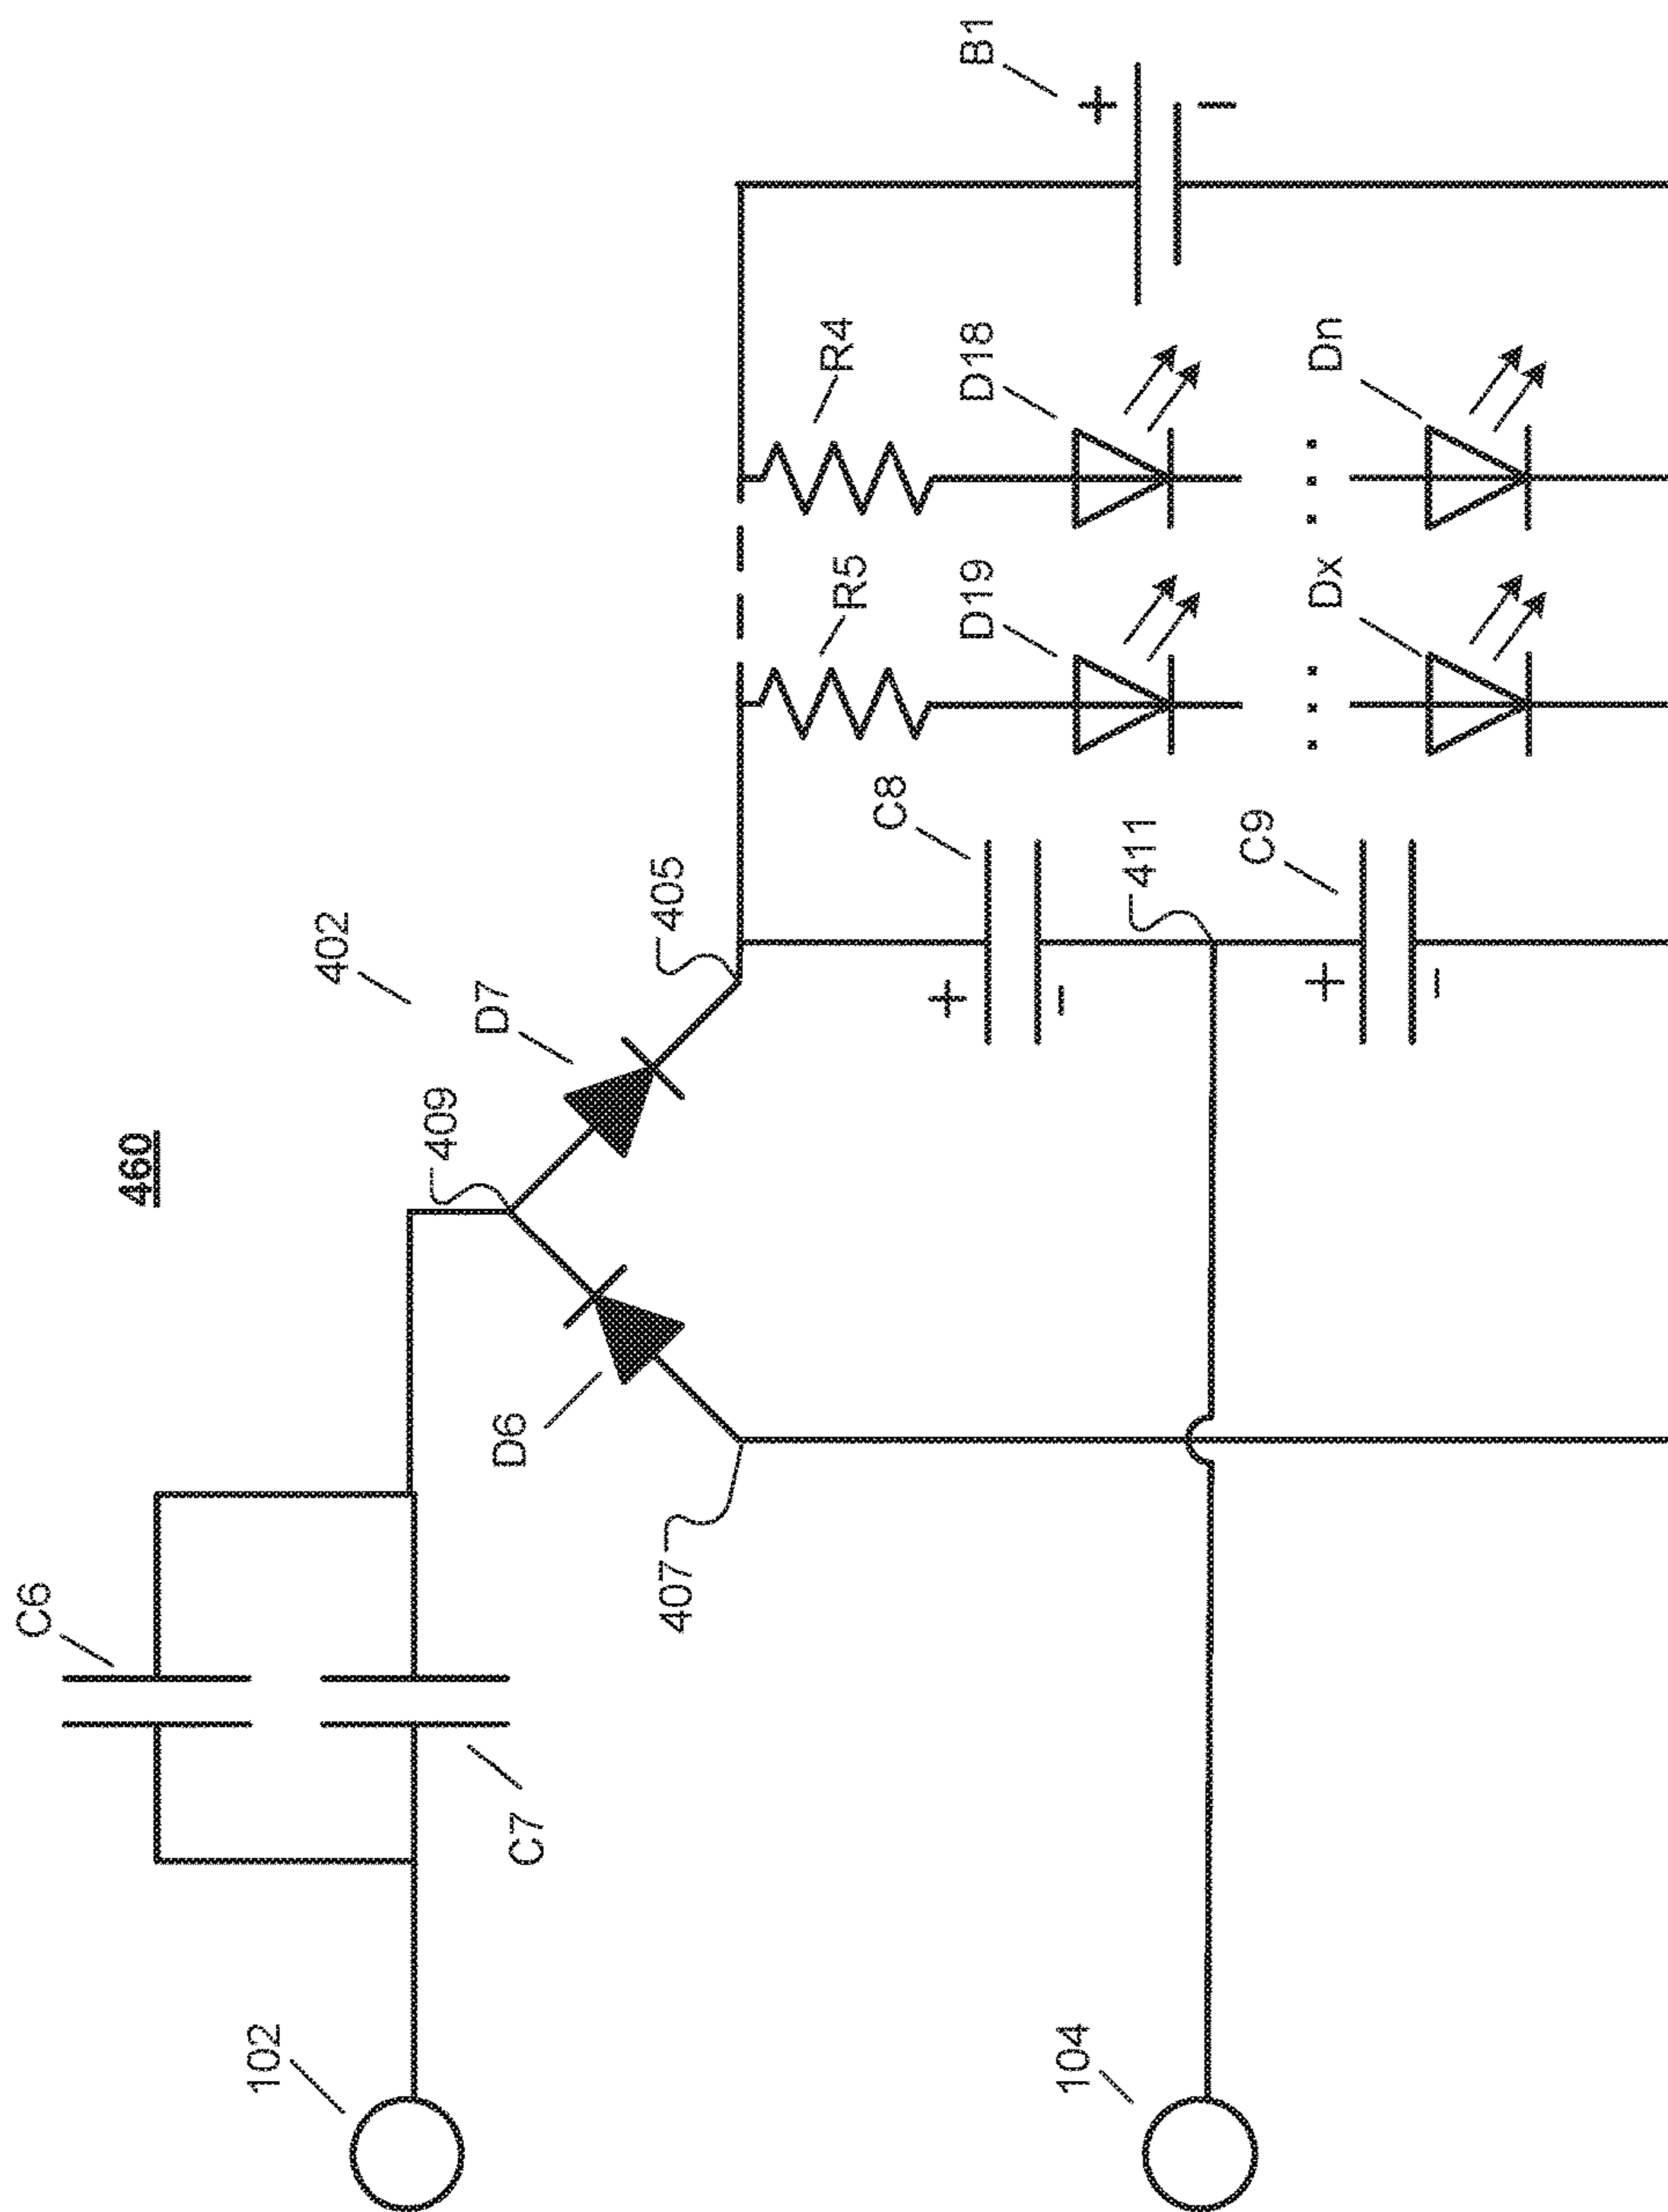 460
C6
C7
102
104
402
D6
D7
409
405
407
411
C8
+
-
C9
+
-
R5
R4
D19
D18
Dx
Dn
B1
+
-